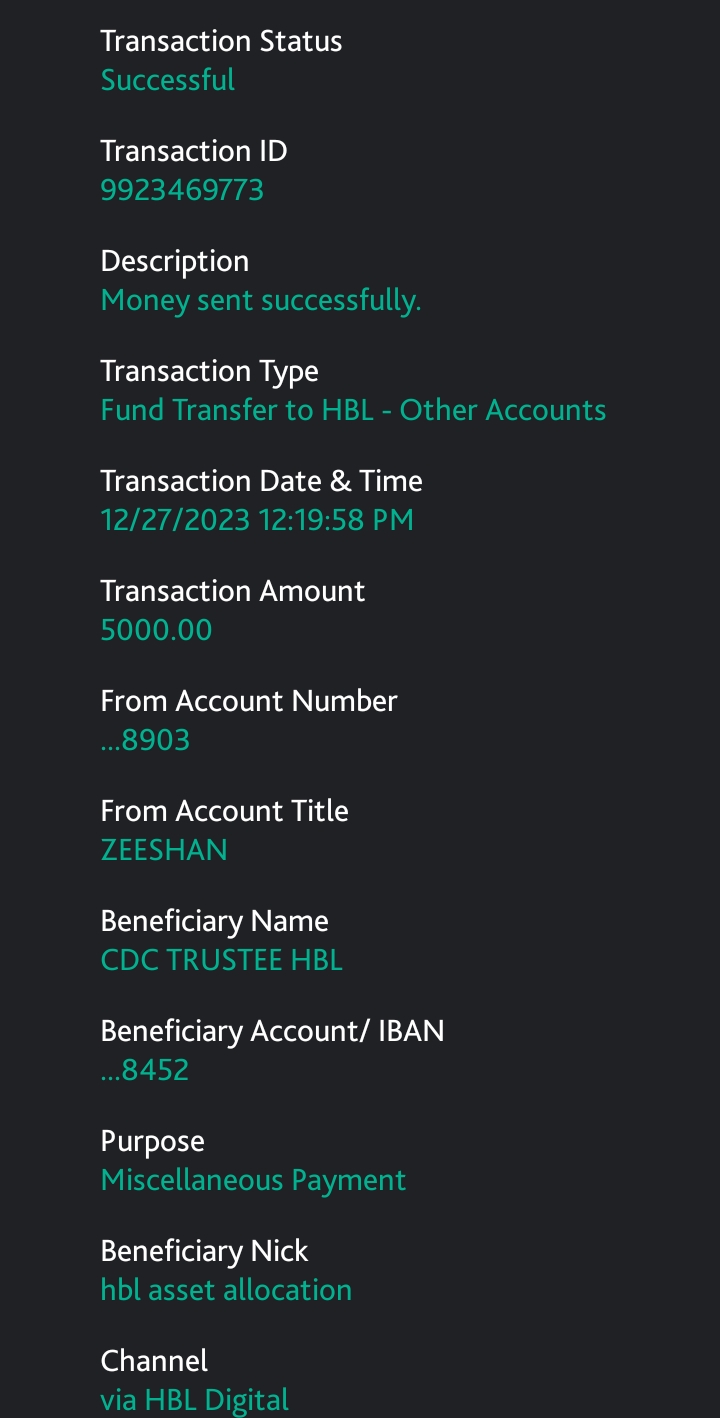 Transaction Status
Successful
Transaction ID
9923469773
Description
Money sent successfully.
Transaction Type
Fund Transfer to HBL - Other Accounts
Transaction Date & Time
12/27/2023 12:19:58 PM
Transaction Amount
5000.00
From Account Number
...8903
From Account Title
ZEESHAN
Beneficiary Name
CDC TRUSTEE HBL
Beneficiary Account/ IBAN
...8452
Purpose
Miscellaneous Payment
Beneficiary Nick
hbl asset allocation
Channel
via HBL Digital